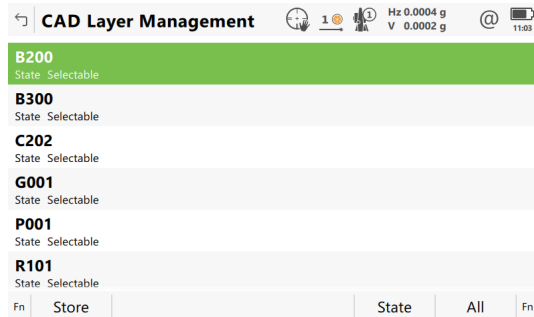 CAD Layer Management
1
1
Hz 0.0004 g
V 0.0002 g
@
11:03
B200
State Selectable
B300
State Selectable
C202
State Selectable
G001
State Selectable
P001
State Selectable
R101
State Selectable
Fn Store State All Fn